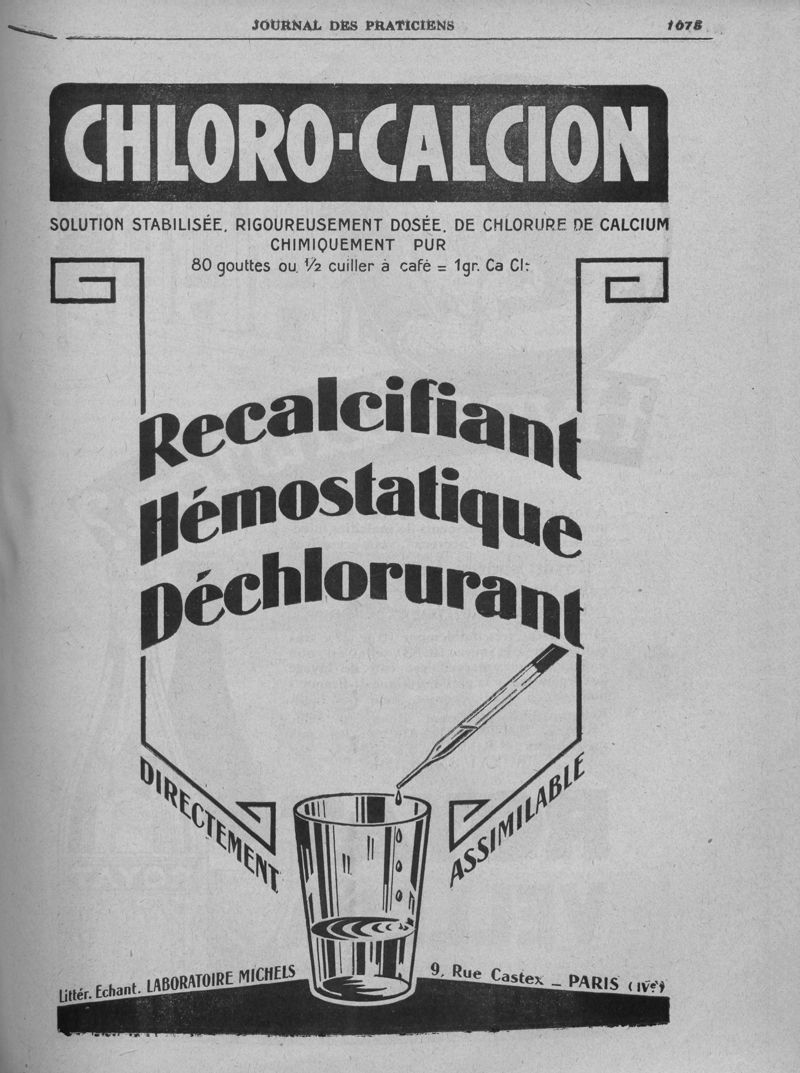 JOURNAL DES PRATICIENS 1675
CHLORO-CALCION
SOLUTION STABILISÉE, RIGOUREUSEMENT DOSÉE, DE CHLORURE DE CALCIUM
CHIMIQUEMENT PUR
80 gouttes ou ½ cuiller à café = 1gr. Ca Cl²
Recalcifiant
Hémostatique
Déchlorurant
DIRECTEMENT
ASSIMILABLE
Littér. Echant. LABORATOIRE MICHELS 9, Rue Castex _ PARIS (IVe)